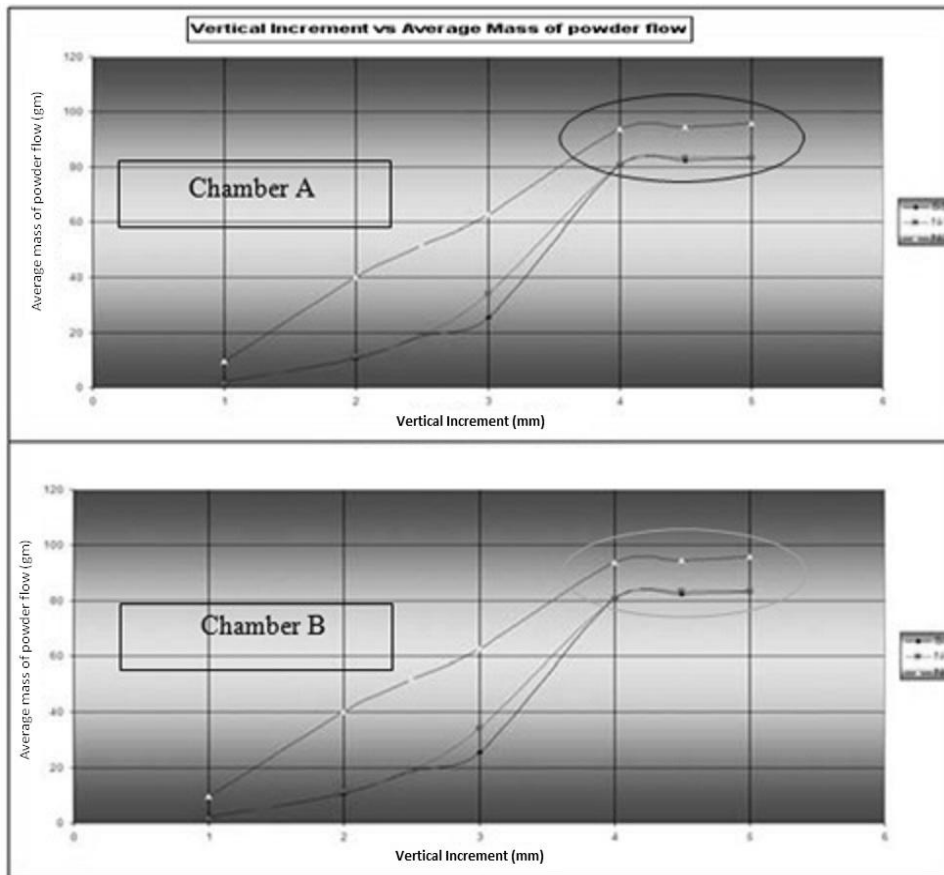 Vertical Increment vs Average Mass of powder flow
Average mass of powder flow (gm)
120
100
80
60
40
20
0
Chamber A
0 1 2 3 4 5 6
Vertical Increment (mm)
Average mass of powder flow (gm)
120
100
80
60
40
20
0
Chamber B
0 1 2 3 4 5 6
Vertical Increment (mm)